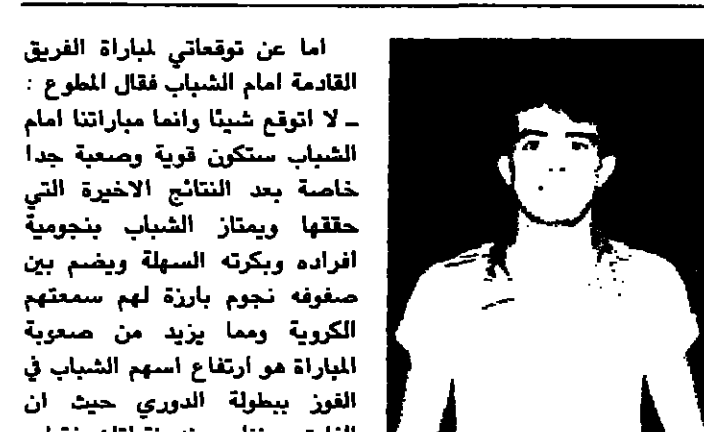 اما عن توقعاتي لمباراة الفريق
القادمة امام الشباب فقال المطوع :
ـ لا اتوقع شيئا وانما مباراتنا امام
الشباب ستكون قوية وصعبة جدا
خاصة بعد النتائج الاخيرة التي
حققها ويمتاز الشباب بنجومية
افراده وبكرته السهلة ويضم بين
صفوفه نجوم بارزة لهم سمعتهم
الكروية ومما يزيد من صعوبة
المباراة هو ارتفاع اسهم الشباب في
الفوز ببطولة الدوري حيث ان